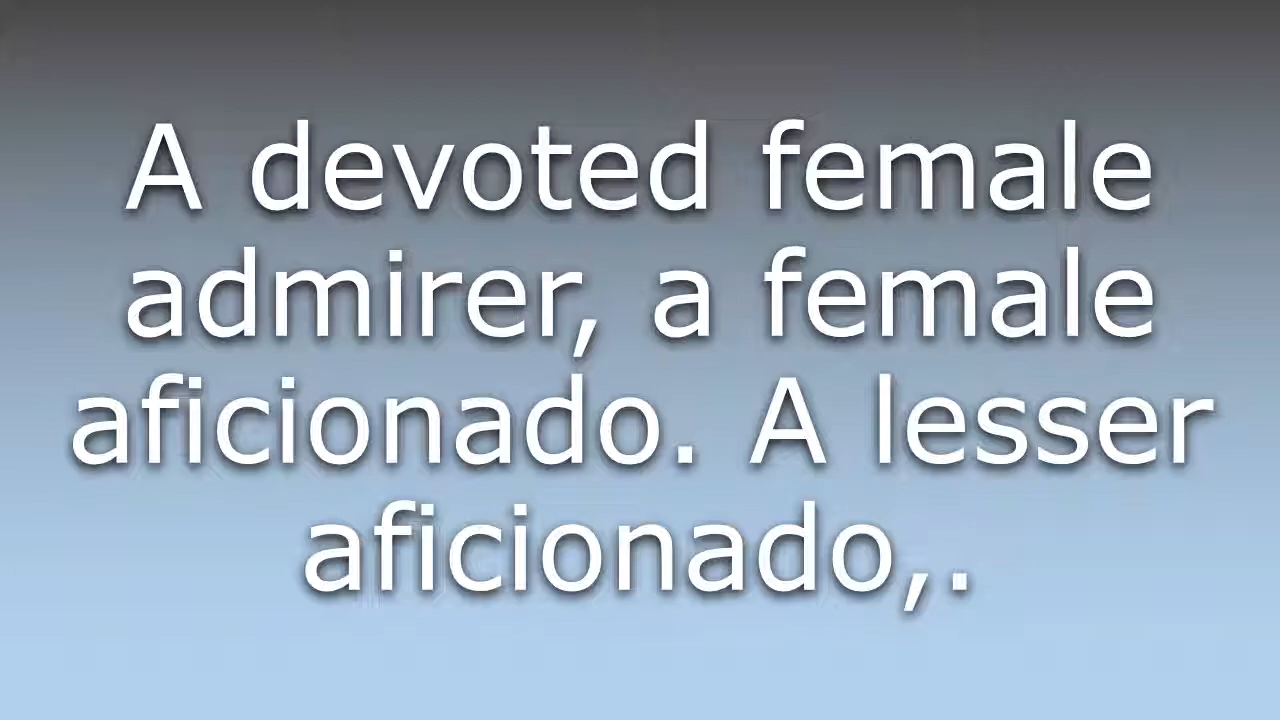 A devoted female
admirer, a female
aficionado. A lesser
aficionado,.